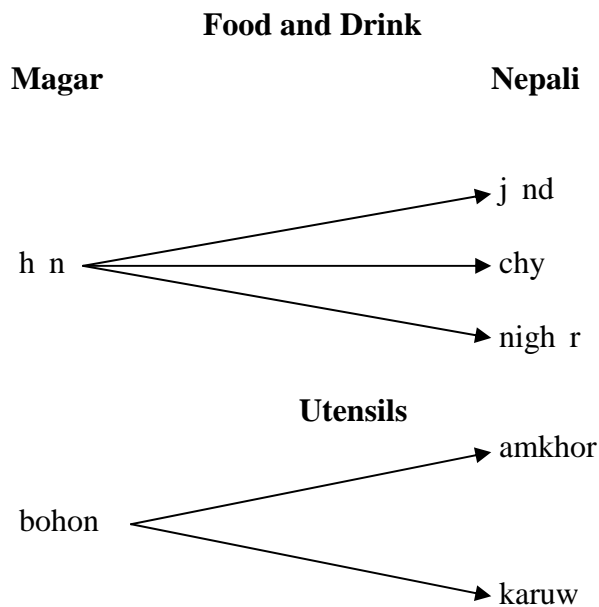 Food and Drink
Magar Nepali
j nd
h n chy
nigh r
Utensils
amkhor
bohon
karuw